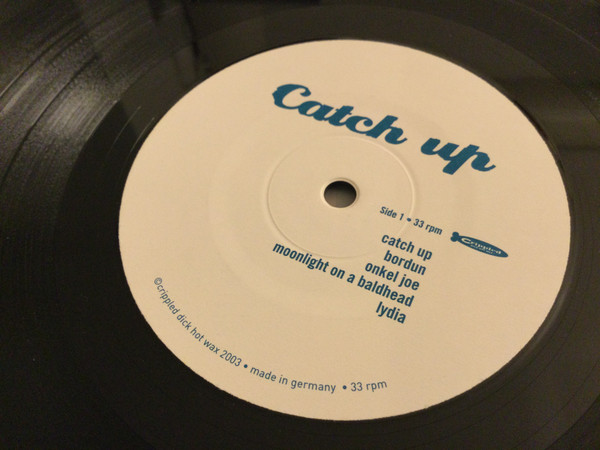 Catch up
Side 1 • 33 rpm
Crippled
catch up
bordun
onkel joe
moonlight on a baldhead
lydia
©crippled dick hot wax 2003 • made in germany • 33 rpm